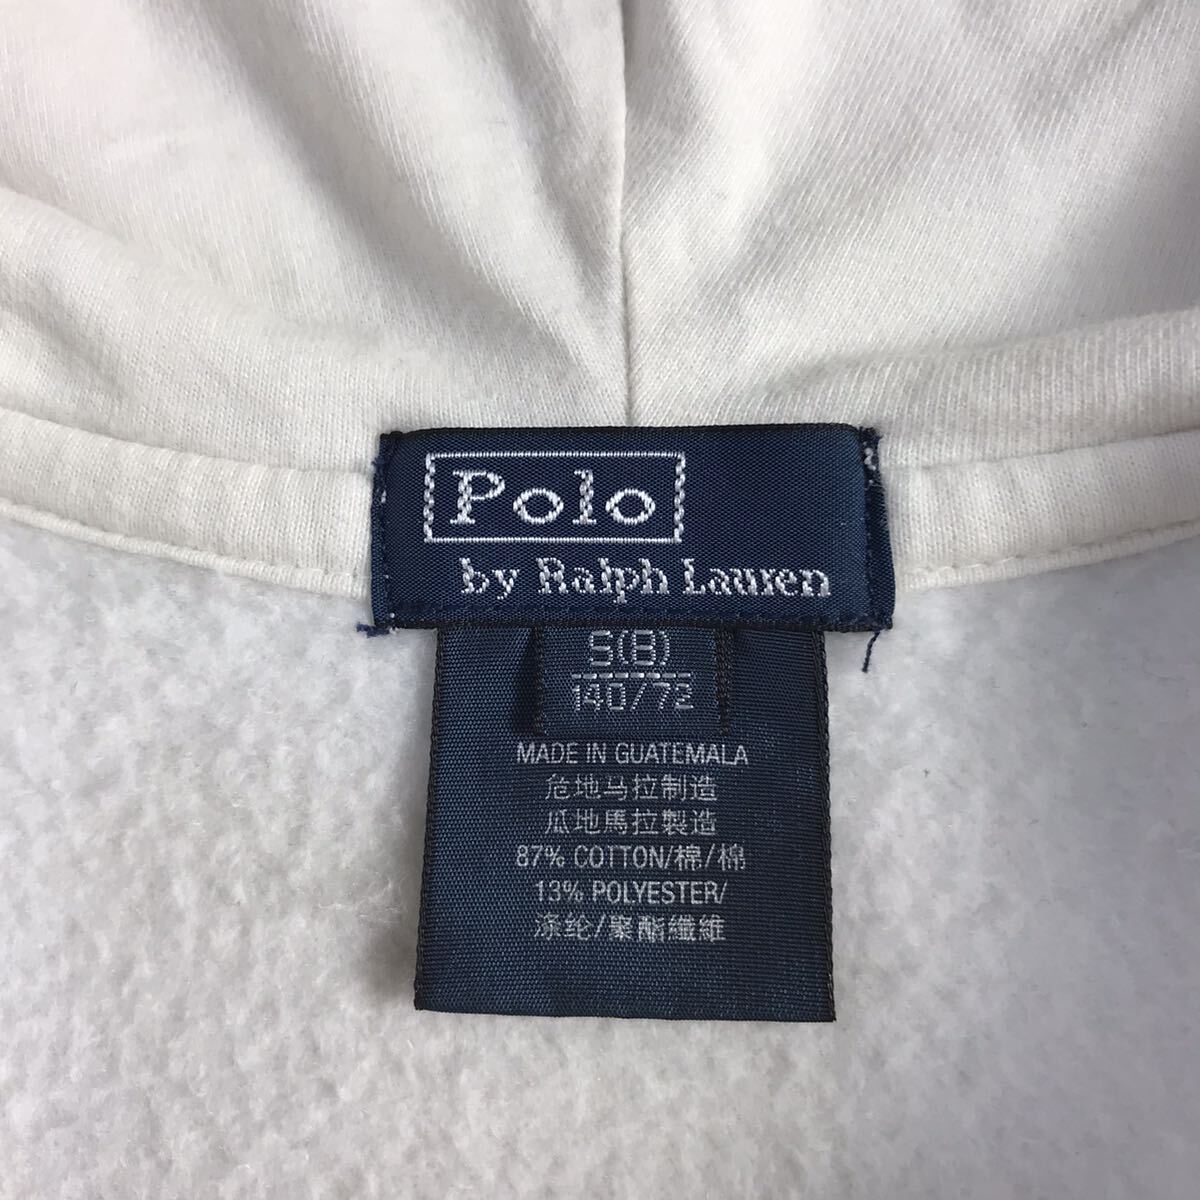 Polo
by Ralph Lauren
S(8)
140/72
MADE IN GUATEMALA
危地马拉制造
瓜地馬拉製造
87% COTTON/棉/棉
13% POLYESTER/
涤纶/聚酯纖維